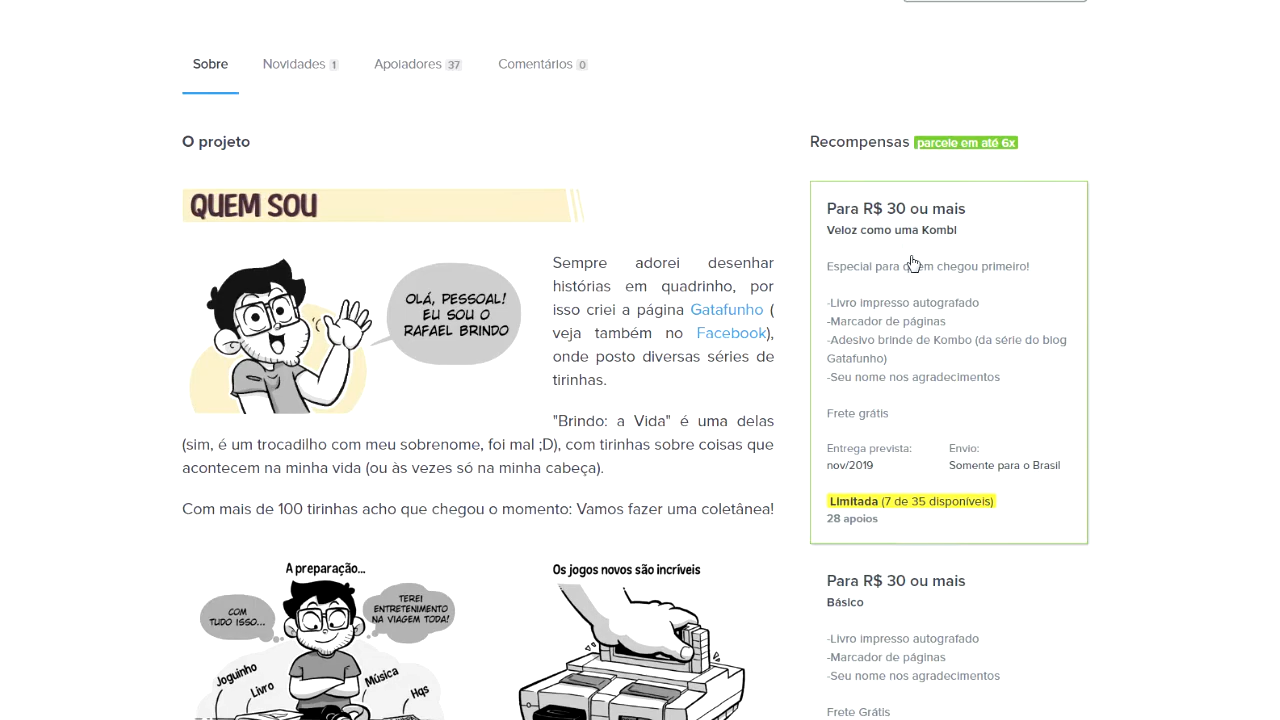 Sobre
Novidades 1
Apoiadores 37
Comentários 0
O projeto
QUEM SOU
OLÁ, PESSOAL!
EU SOU O
RAFAEL BRINDO
Sempre adorei desenhar
histórias em quadrinho, por
isso criei a página Gatafunho (
veja também no Facebook),
onde posto diversas séries de
tirinhas.
"Brindo: a Vida" é uma delas
(sim, é um trocadilho com meu sobrenome, foi mal ;D), com tirinhas sobre coisas que
acontecem na minha vida (ou às vezes só na minha cabeça).
Com mais de 100 tirinhas acho que chegou o momento: Vamos fazer uma coletânea!
A preparação...
COM
TUDO ISSO...
TEREI
ENTRETENIMENTO
NA VIAGEM TODA!
Joguinho
Livro
Música
Hqs
Os jogos novos são incríveis
Recompensas parcele em até 6x
Para R$ 30 ou mais
Veloz como uma Kombi
Especial para quem chegou primeiro!
-Livro impresso autografado
-Marcador de páginas
-Adesivo brinde de Kombo (da série do blog
Gatafunho)
-Seu nome nos agradecimentos
Frete grátis
Entrega prevista:
nov/2019
Envio:
Somente para o Brasil
Limitada (7 de 35 disponíveis)
28 apoios
Para R$ 30 ou mais
Básico
-Livro impresso autografado
-Marcador de páginas
-Seu nome nos agradecimentos
Frete Grátis